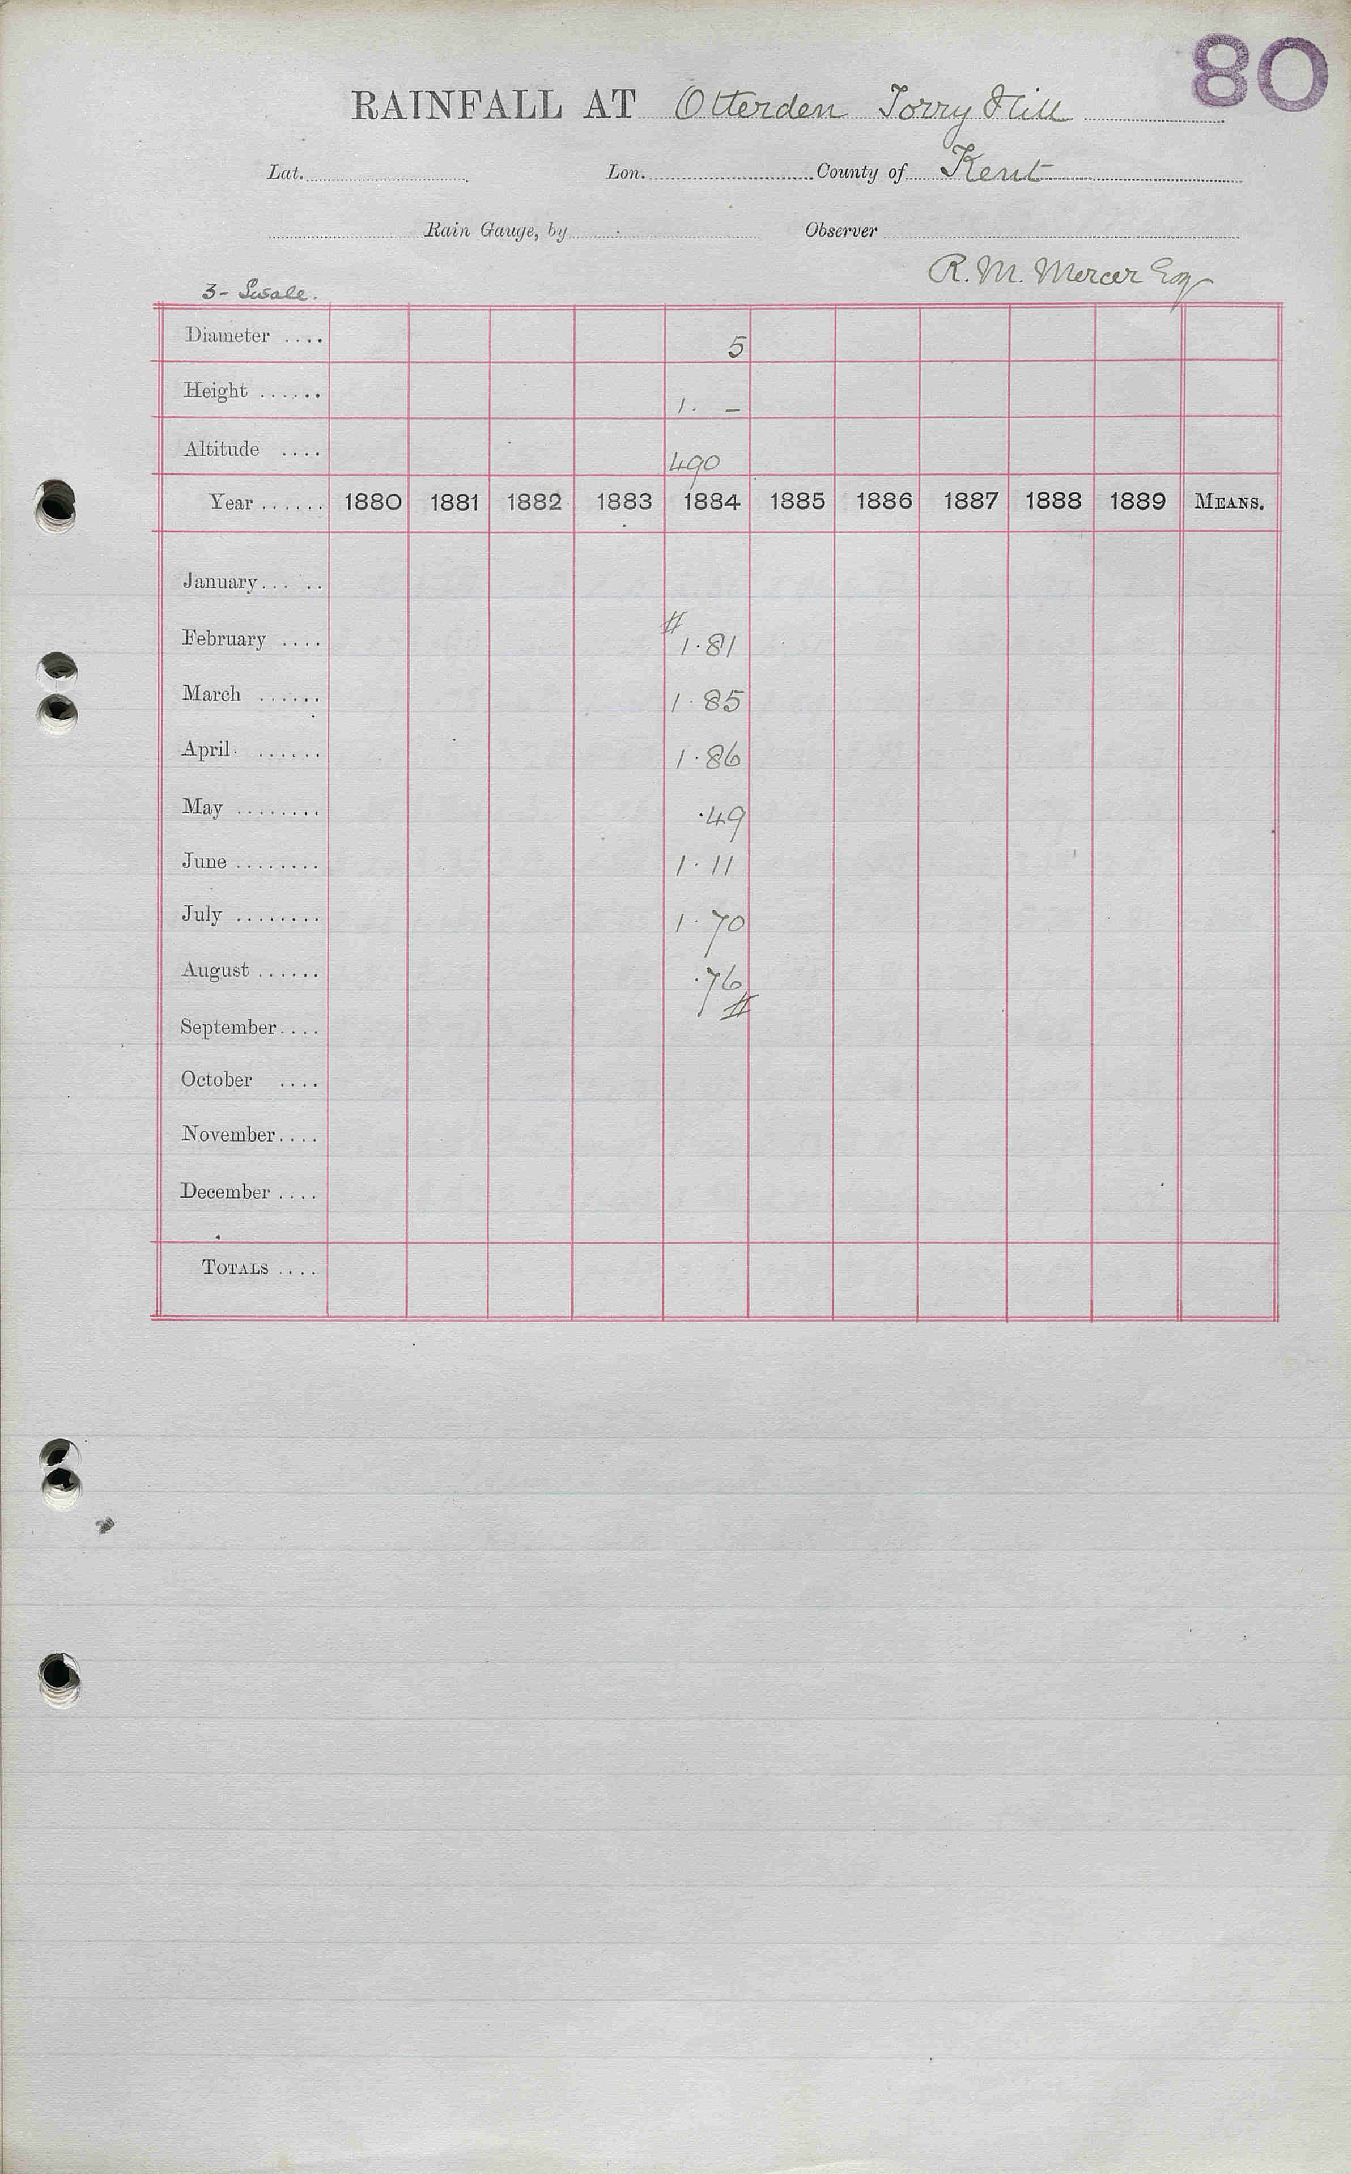 80
RAINFALL AT Otterden Torry Hill
Lat. Lon. County of Kent
Rain Gauge, by Observer
R. M. Mercer Esq
3 - Swale.
Diameter .... 5
Height ...... 1. –
Altitude .... 490
Year ...... 1880 1881 1882 1883 1884 1885 1886 1887 1888 1889 MEANS.
January.... ..
February .... # 1.81
March ...... 1.85
April ...... 1.86
May ........ .49
June ........ 1.11
July ........ 1.70
August ...... .76 #
September....
October ....
November....
December ....
TOTALS ....